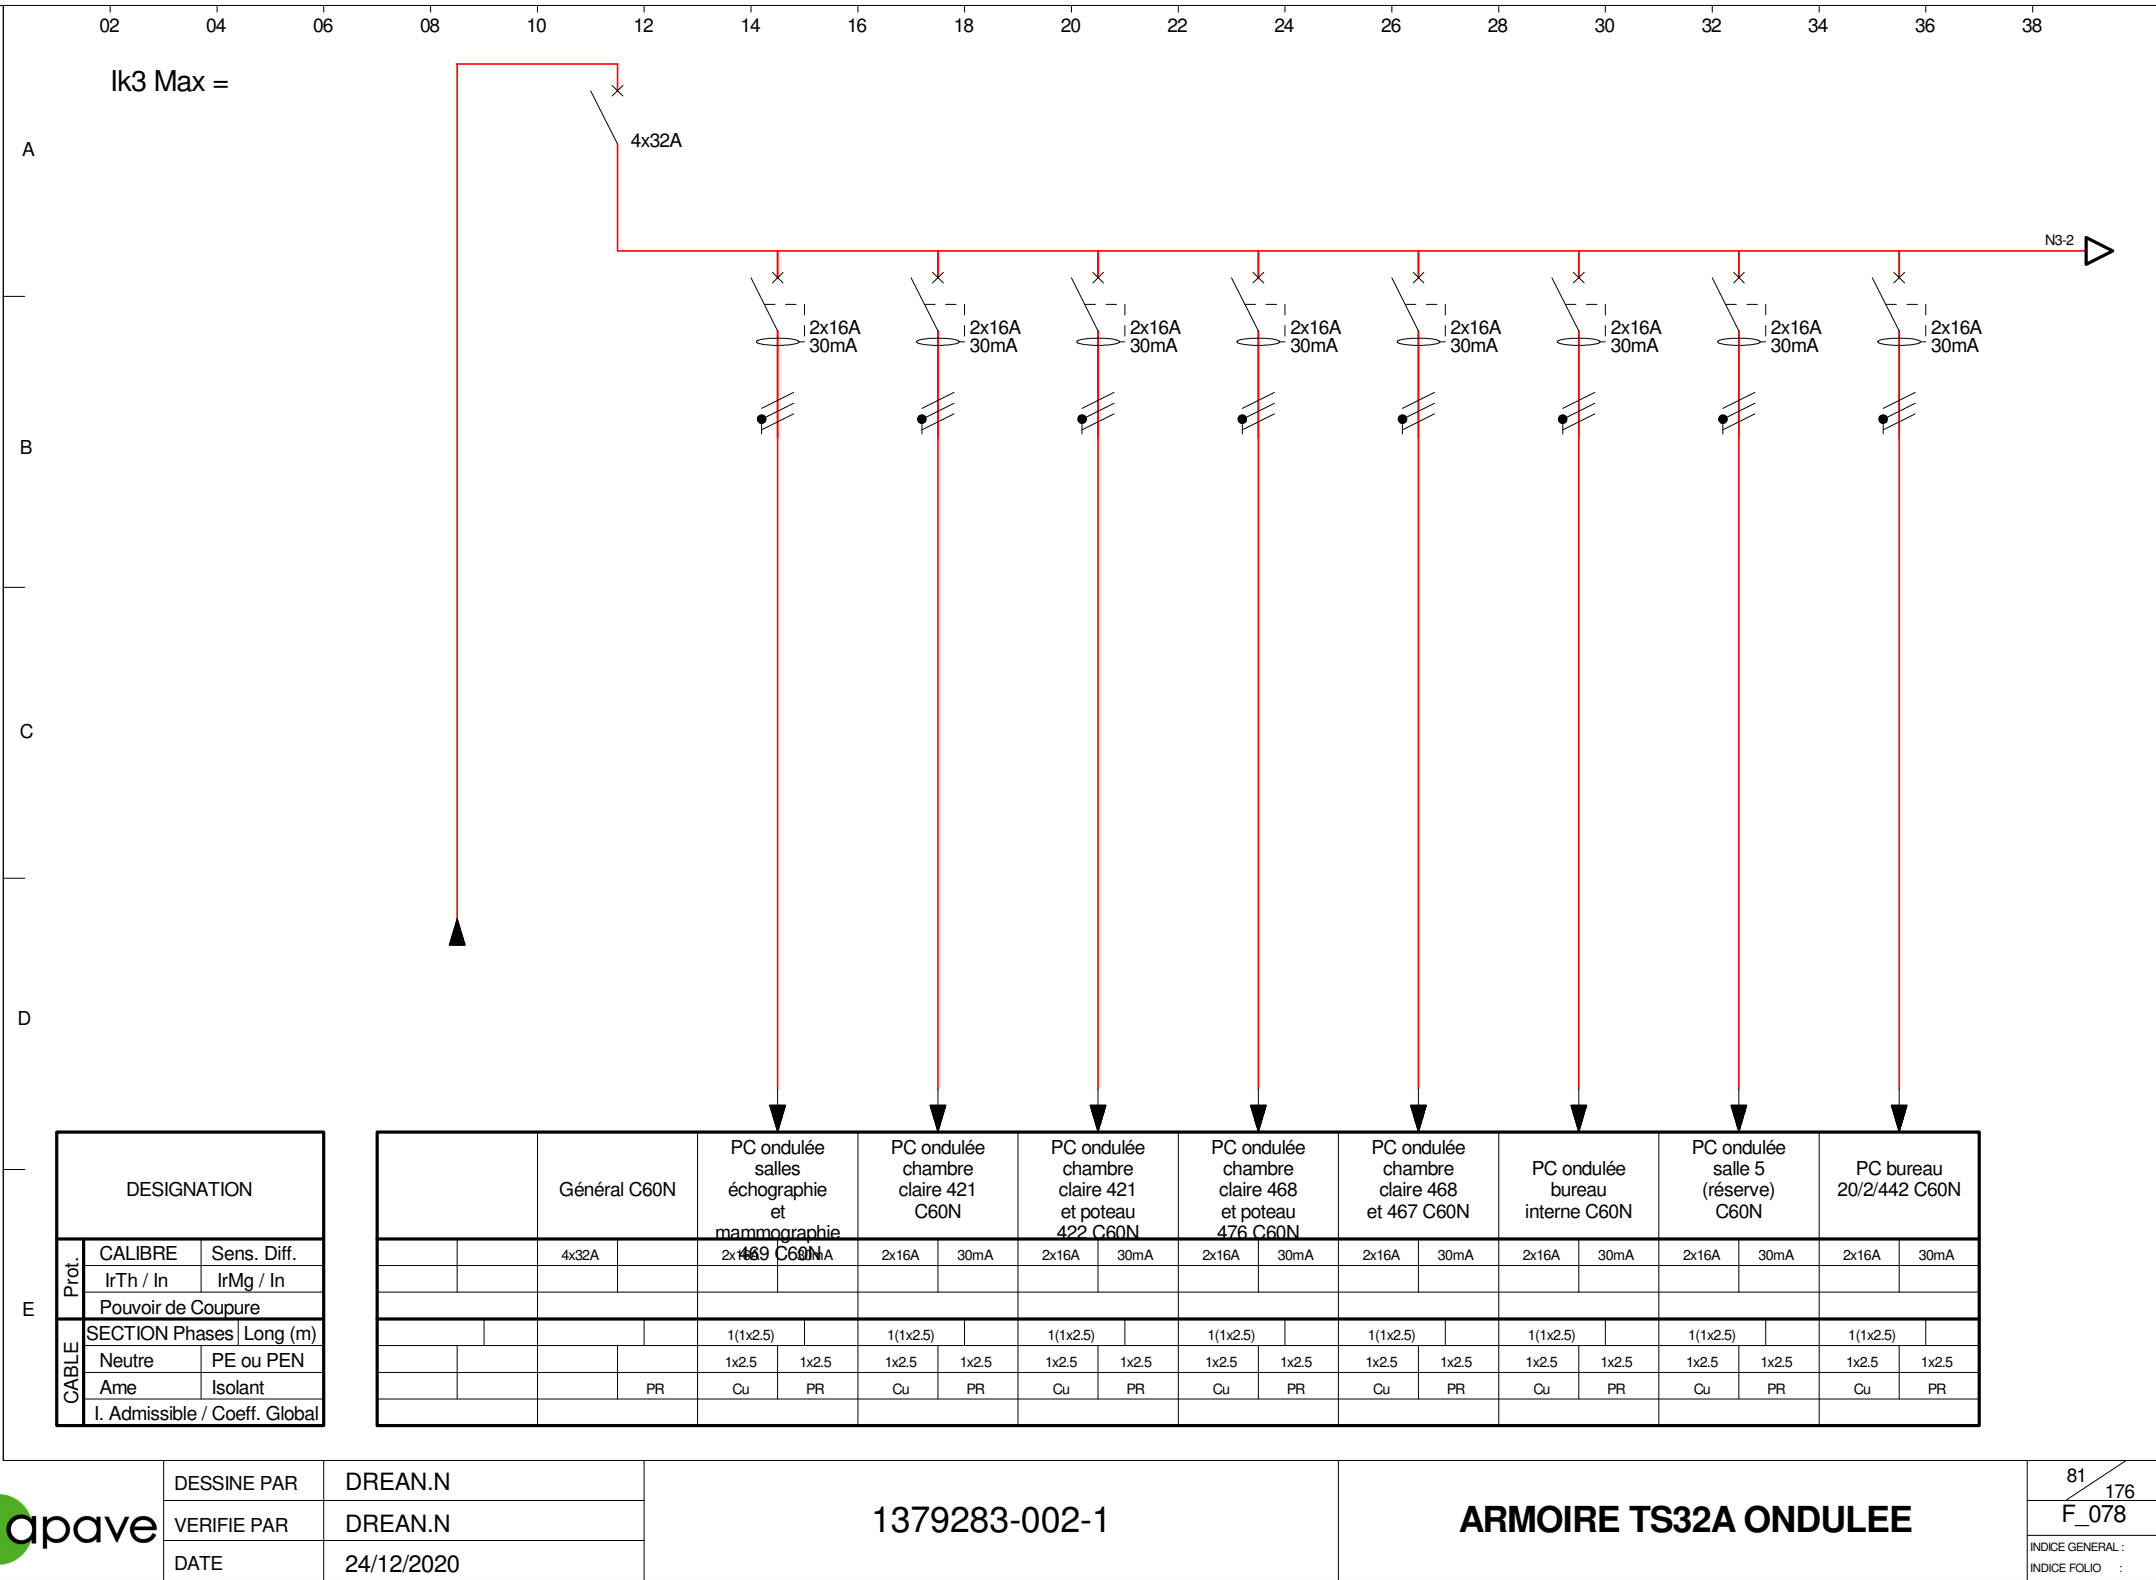 02 04 06 08 10 12 14 16 18 20 22 24 26 28 30 32 34 36 38
Ik3 Max =
A
4x32A
N3-2
2x16A 2x16A 2x16A 2x16A 2x16A 2x16A 2x16A 2x16A
30mA 30mA 30mA 30mA 30mA 30mA 30mA 30mA
B
C
D
E
DESIGNATION
Général C60N
PC ondulée
salles
échographie
et
mammographie
469 C60N
PC ondulée
chambre
claire 421
C60N
PC ondulée
chambre
claire 421
et poteau
422 C60N
PC ondulée
chambre
claire 468
et poteau
476 C60N
PC ondulée
chambre
claire 468
et 467 C60N
PC ondulée
bureau
interne C60N
PC ondulée
salle 5
(réserve)
C60N
PC bureau
20/2/442 C60N
Prot.
CALIBRE Sens. Diff. 4x32A 2x16A 30mA 2x16A 30mA 2x16A 30mA 2x16A 30mA 2x16A 30mA 2x16A 30mA 2x16A 30mA 2x16A 30mA
IrTh / In IrMg / In
Pouvoir de Coupure
CABLE
SECTION Phases Long (m) 1(1x2.5) 1(1x2.5) 1(1x2.5) 1(1x2.5) 1(1x2.5) 1(1x2.5) 1(1x2.5) 1(1x2.5)
Neutre PE ou PEN 1x2.5 1x2.5 1x2.5 1x2.5 1x2.5 1x2.5 1x2.5 1x2.5 1x2.5 1x2.5 1x2.5 1x2.5 1x2.5 1x2.5 1x2.5 1x2.5
Ame Isolant PR Cu PR Cu PR Cu PR Cu PR Cu PR Cu PR Cu PR Cu PR
I. Admissible / Coeff. Global
apave
DESSINE PAR DREAN.N
VERIFIE PAR DREAN.N
DATE 24/12/2020
1379283-002-1
ARMOIRE TS32A ONDULEE
81/176
F_078
INDICE GENERAL :
INDICE FOLIO :